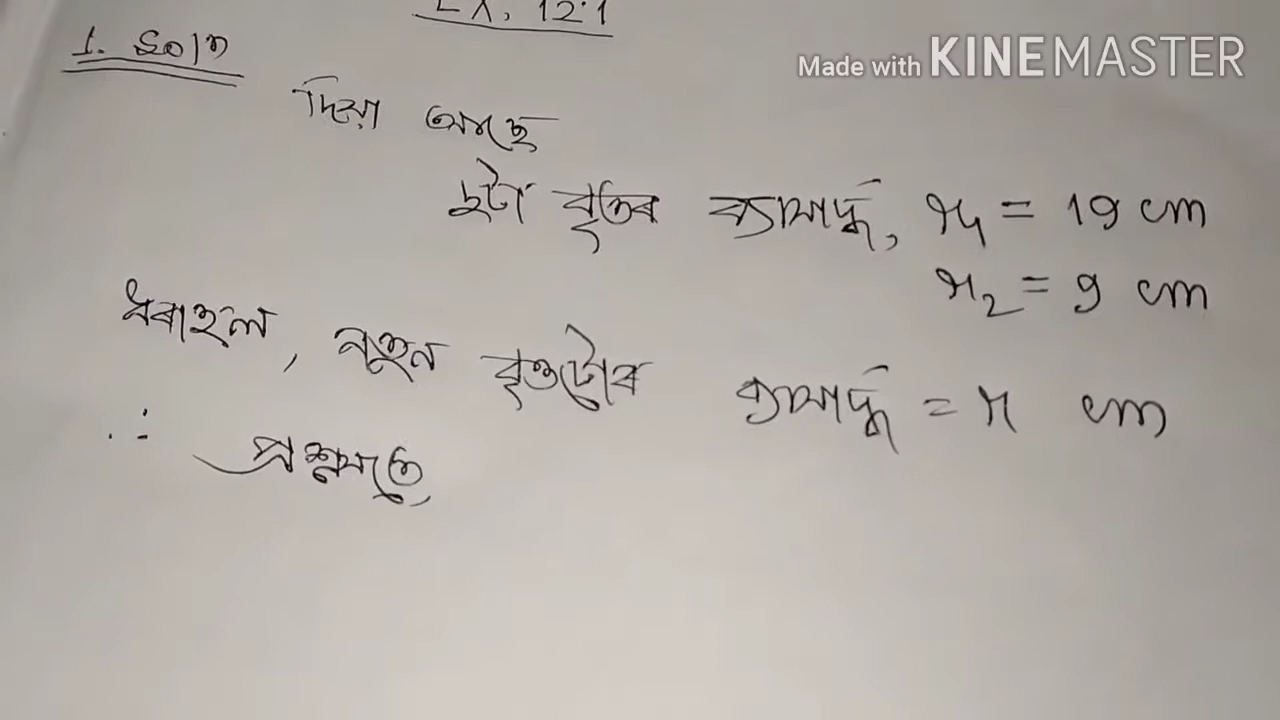 Ex. 12.1
Made with KINEMASTER
1. Soln
দিয়া আছে
দুটা বৃত্তৰ ব্যাসাৰ্দ্ধ, r₁ = 19 cm
r₂ = 9 cm
ধৰাহল, নতুন বৃত্তটোৰ ব্যাসাৰ্দ্ধ = r cm
∴ প্ৰশ্নমতে,